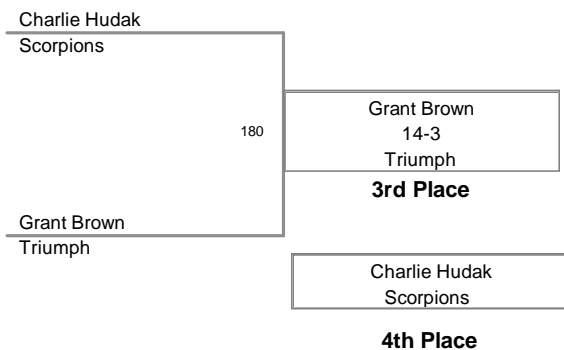 Charlie Hudak
Scorpions
Grant Brown
180
14-3
Triumph
3rd Place
Grant Brown
Triumph
Charlie Hudak
Scorpions
4th Place